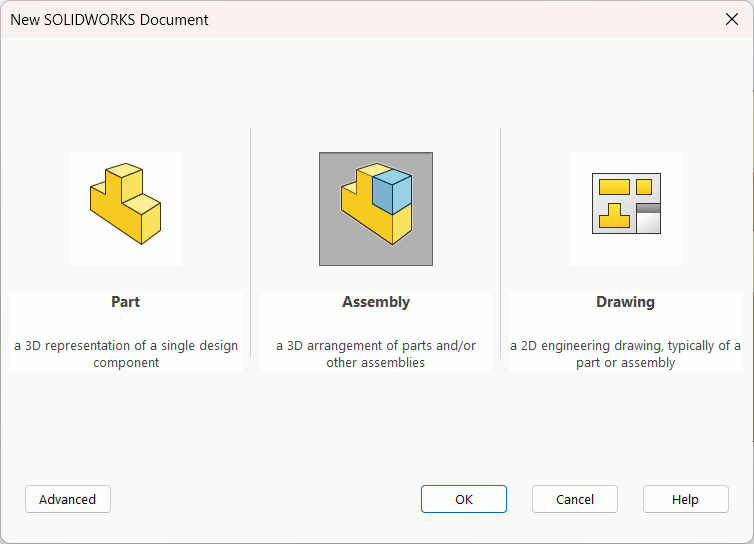 New SOLIDWORKS Document
Part
a 3D representation of a single design
component
Assembly
a 3D arrangement of parts and/or
other assemblies
Drawing
a 2D engineering drawing, typically of a
part or assembly
Advanced
OK
Cancel
Help